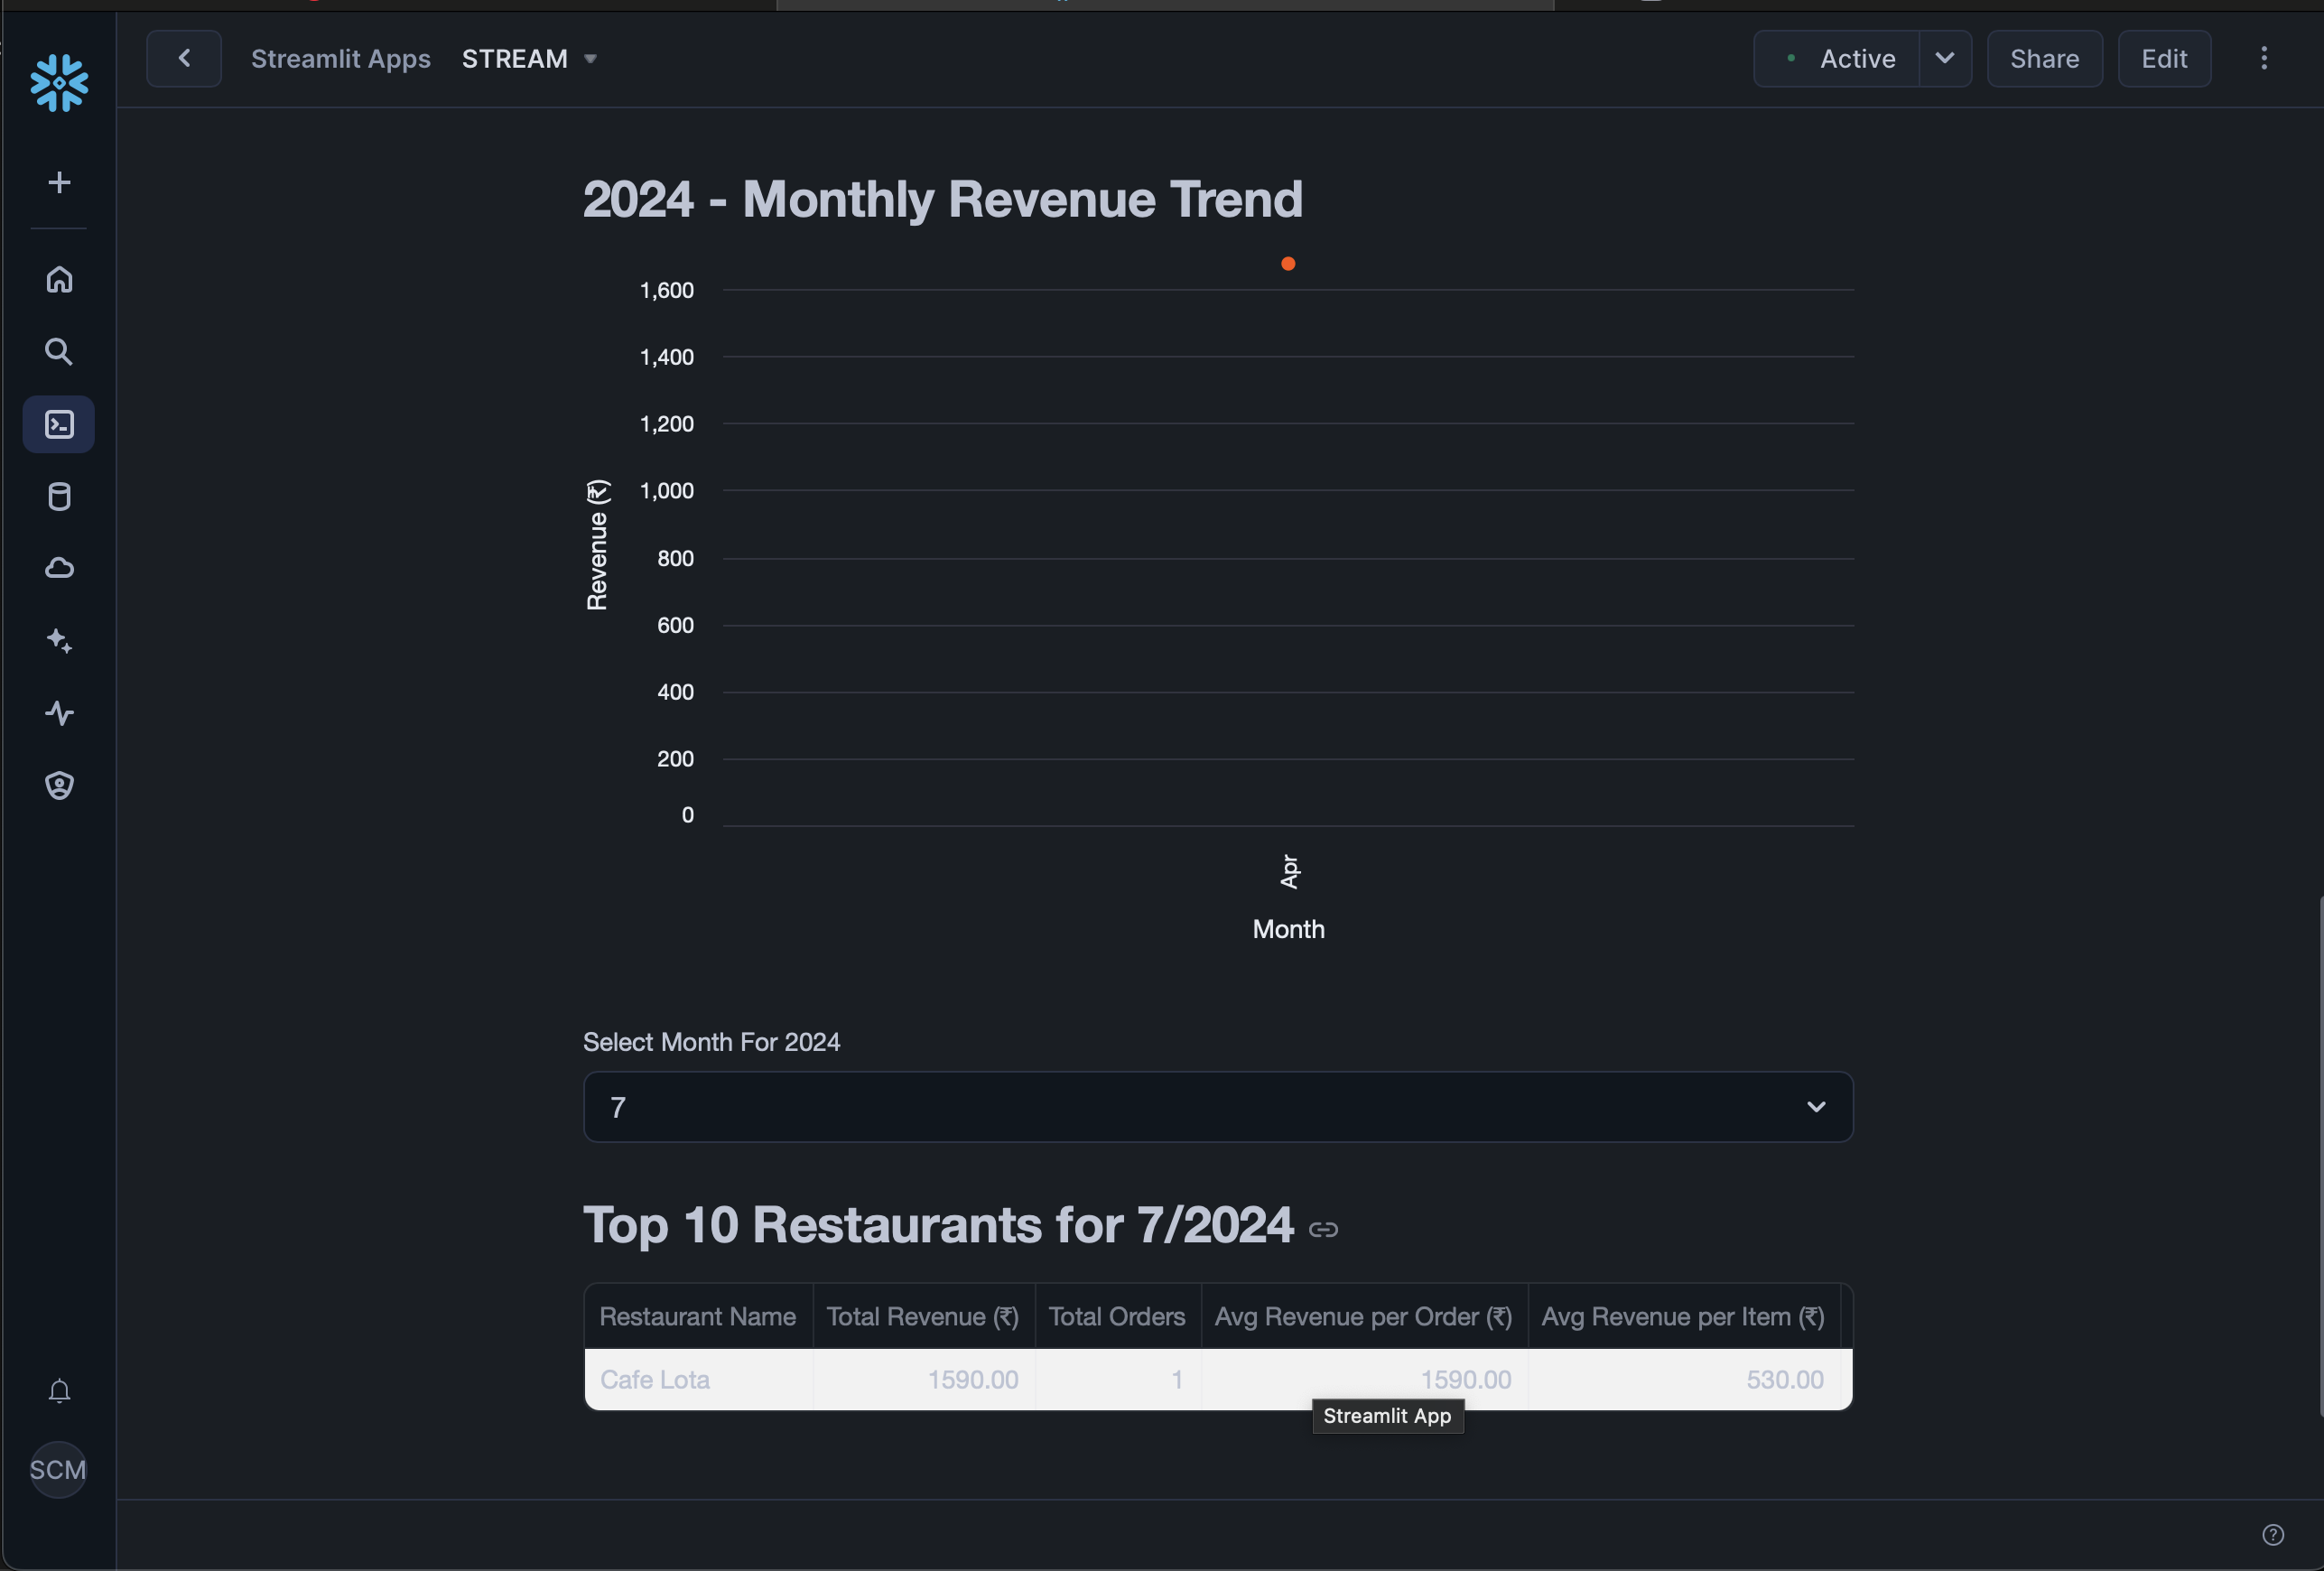 Streamlit Apps STREAM Active Share Edit
2024 - Monthly Revenue Trend
1,600
1,400
1,200
1,000
800
600
400
200
0
Revenue (₹)
Apr
Month
Select Month For 2024
7
Top 10 Restaurants for 7/2024
Restaurant Name Total Revenue (₹) Total Orders Avg Revenue per Order (₹) Avg Revenue per Item (₹)
Cafe Lota 1590.00 1 1590.00 530.00
Streamlit App
SCM